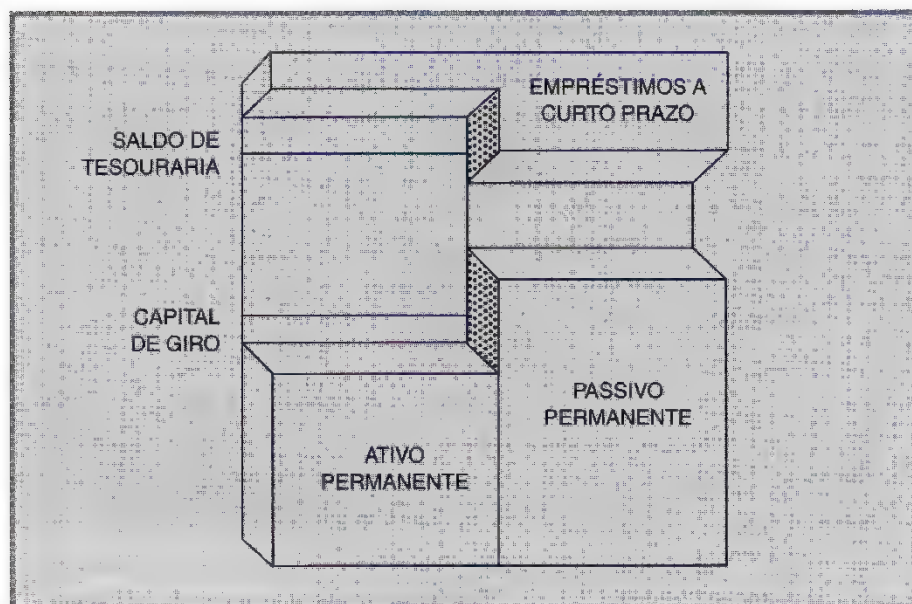 EMPRÉSTIMOS A
CURTO PRAZO
SALDO DE
TESOURARIA
CAPITAL
DE GIRO
PASSIVO
PERMANENTE
ATIVO
PERMANENTE